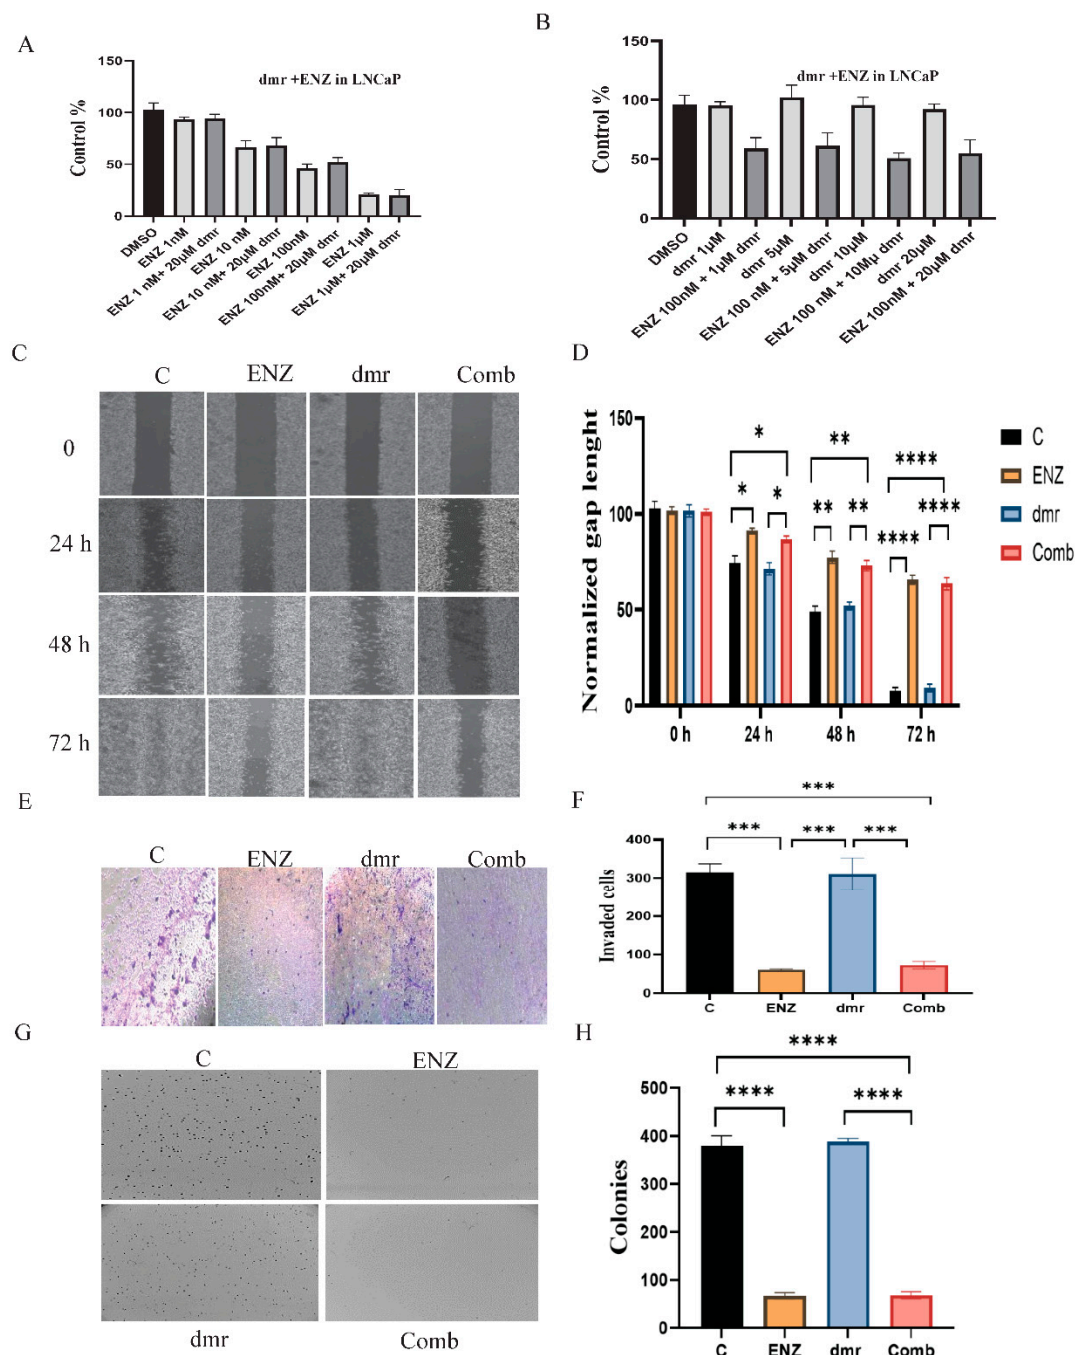 A
dmr +ENZ in LNCaP
Control %
150
100
50
0
DMSO
ENZ 1nM
ENZ 1 nM+ 20μM dmr
ENZ 10 nM
ENZ 10 nM+ 20μM dmr
ENZ 100nM
ENZ 100nM+ 20μM dmr
ENZ 1μM
ENZ 1μM+ 20μM dmr
B
dmr +ENZ in LNCaP
Control %
150
100
50
0
DMSO
dmr 1μM
ENZ 100nM + 1μM dmr
dmr 5μM
ENZ 100 nM + 5μM dmr
dmr 10μM
ENZ 100 nM + 10Mμ dmr
dmr 20μM
ENZ 100nM + 20μM dmr
C
C ENZ dmr Comb
0
24 h
48 h
72 h
D
Normalized gap lenght
150
100
50
0
0 h 24 h 48 h 72 h
* ** ****
* * ** ** **** ****
C
ENZ
dmr
Comb
E
C ENZ dmr Comb
F
Invaded cells
400
300
200
100
0
***
*** *** ***
C ENZ dmr Comb
G
C ENZ
dmr Comb
H
Colonies
500
400
300
200
100
0
****
**** ****
C ENZ dmr Comb